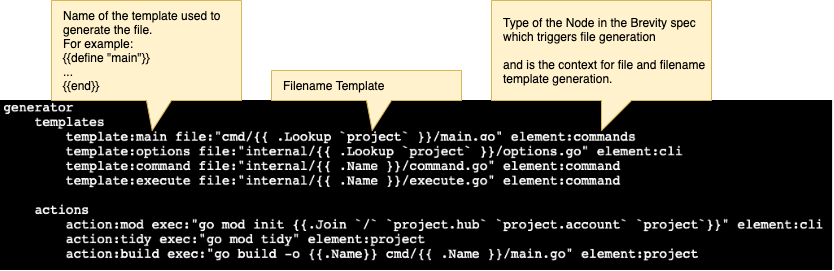 Name of the template used to
generate the file.
For example:
{{define "main"}}
...
{{end}}
Filename Template
Type of the Node in the Brevity spec
which triggers file generation
and is the context for file and filename
template generation.
generator
templates
template:main file:"cmd/{{ .Lookup `project` }}/main.go" element:commands
template:options file:"internal/{{ .Lookup `project` }}/options.go" element:cli
template:command file:"internal/{{ .Name }}/command.go" element:command
template:execute file:"internal/{{ .Name }}/execute.go" element:command
actions
action:mod exec:"go mod init {{.Join `/` `project.hub` `project.account` `project`}}" element:cli
action:tidy exec:"go mod tidy" element:project
action:build exec:"go build -o {{.Name}} cmd/{{ .Name }}/main.go" element:project